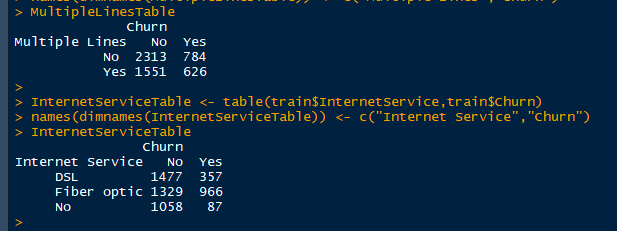 > MultipleLinesTable
Churn
Multiple Lines No Yes
No 2313 784
Yes 1551 626
>
> InternetServiceTable <- table(train$InternetService,train$Churn)
> names(dimnames(InternetServiceTable)) <- c("Internet Service","Churn")
> InternetServiceTable
Churn
Internet Service No Yes
DSL 1477 357
Fiber optic 1329 966
No 1058 87
>